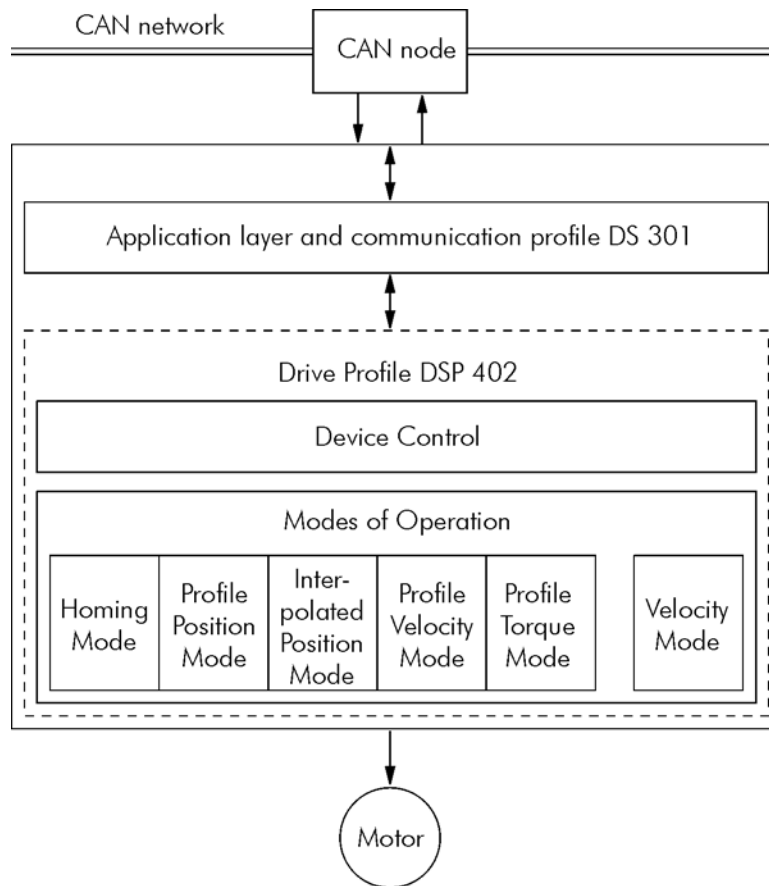 CAN network
CAN node
Application layer and communication profile DS 301
Drive Profile DSP 402
Device Control
Modes of Operation
Homing
Mode
Profile
Position
Mode
Inter-
polated
Position
Mode
Profile
Velocity
Mode
Profile
Torque
Mode
Velocity
Mode
Motor